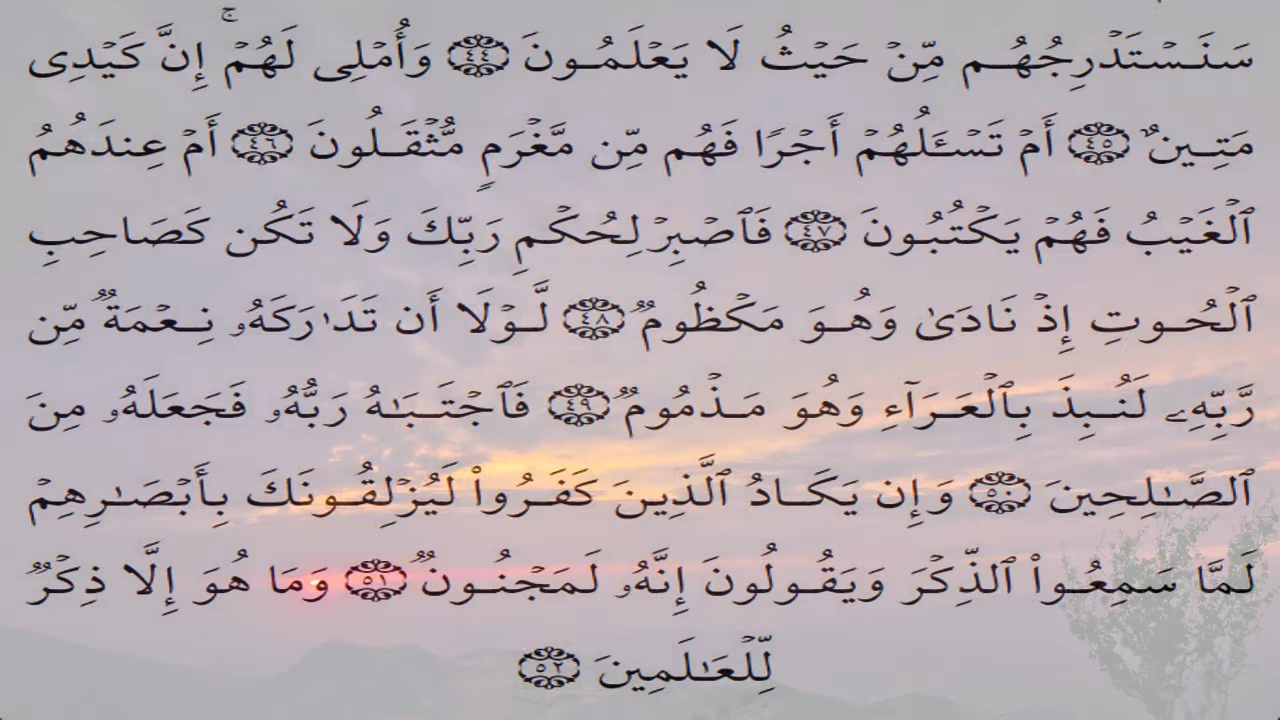 سَنَسۡتَدۡرِجُهُم مِّنۡ حَيۡثُ لَا يَعۡلَمُونَ ٤٤ وَأُمۡلِي لَهُمۡۚ إِنَّ كَيۡدِي
مَتِينٌ ٤٥ أَمۡ تَسۡـَٔلُهُمۡ أَجۡرٗا فَهُم مِّن مَّغۡرَمٖ مُّثۡقَلُونَ ٤٦ أَمۡ عِندَهُمُ
ٱلۡغَيۡبُ فَهُمۡ يَكۡتُبُونَ ٤٧ فَٱصۡبِرۡ لِحُكۡمِ رَبِّكَ وَلَا تَكُن كَصَاحِبِ
ٱلۡحُوتِ إِذۡ نَادَىٰ وَهُوَ مَكۡظُومٞ ٤٨ لَّوۡلَآ أَن تَدَٰرَكَهُۥ نِعۡمَةٞ مِّن
رَّبِّهِۦ لَنُبِذَ بِٱلۡعَرَآءِ وَهُوَ مَذۡمُومٞ ٤٩ فَٱجۡتَبَٰهُ رَبُّهُۥ فَجَعَلَهُۥ مِنَ
ٱلصَّٰلِحِينَ ٥٠ وَإِن يَكَادُ ٱلَّذِينَ كَفَرُواْ لَيُزۡلِقُونَكَ بِأَبۡصَٰرِهِمۡ
لَمَّا سَمِعُواْ ٱلذِّكۡرَ وَيَقُولُونَ إِنَّهُۥ لَمَجۡنُونٞ ٥١ وَمَا هُوَ إِلَّا ذِكۡرٞ
لِّلۡعَٰلَمِينَ ٥٢